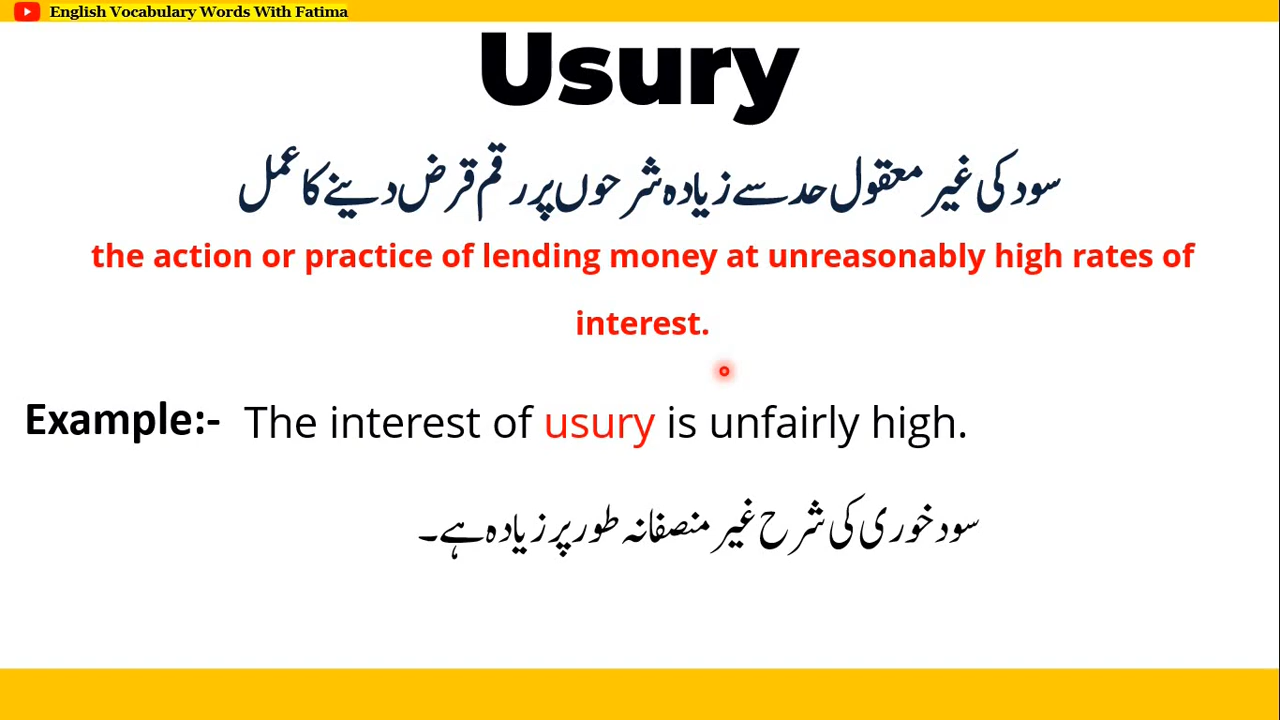 English Vocabulary Words With Fatima
Usury
سود کی غیر معقول حد سے زیادہ شرحوں پر رقم قرض دینے کا عمل
the action or practice of lending money at unreasonably high rates of
interest.
Example:- The interest of usury is unfairly high.
سود خوری کی شرح غیر منصفانہ طور پر زیادہ ہے۔